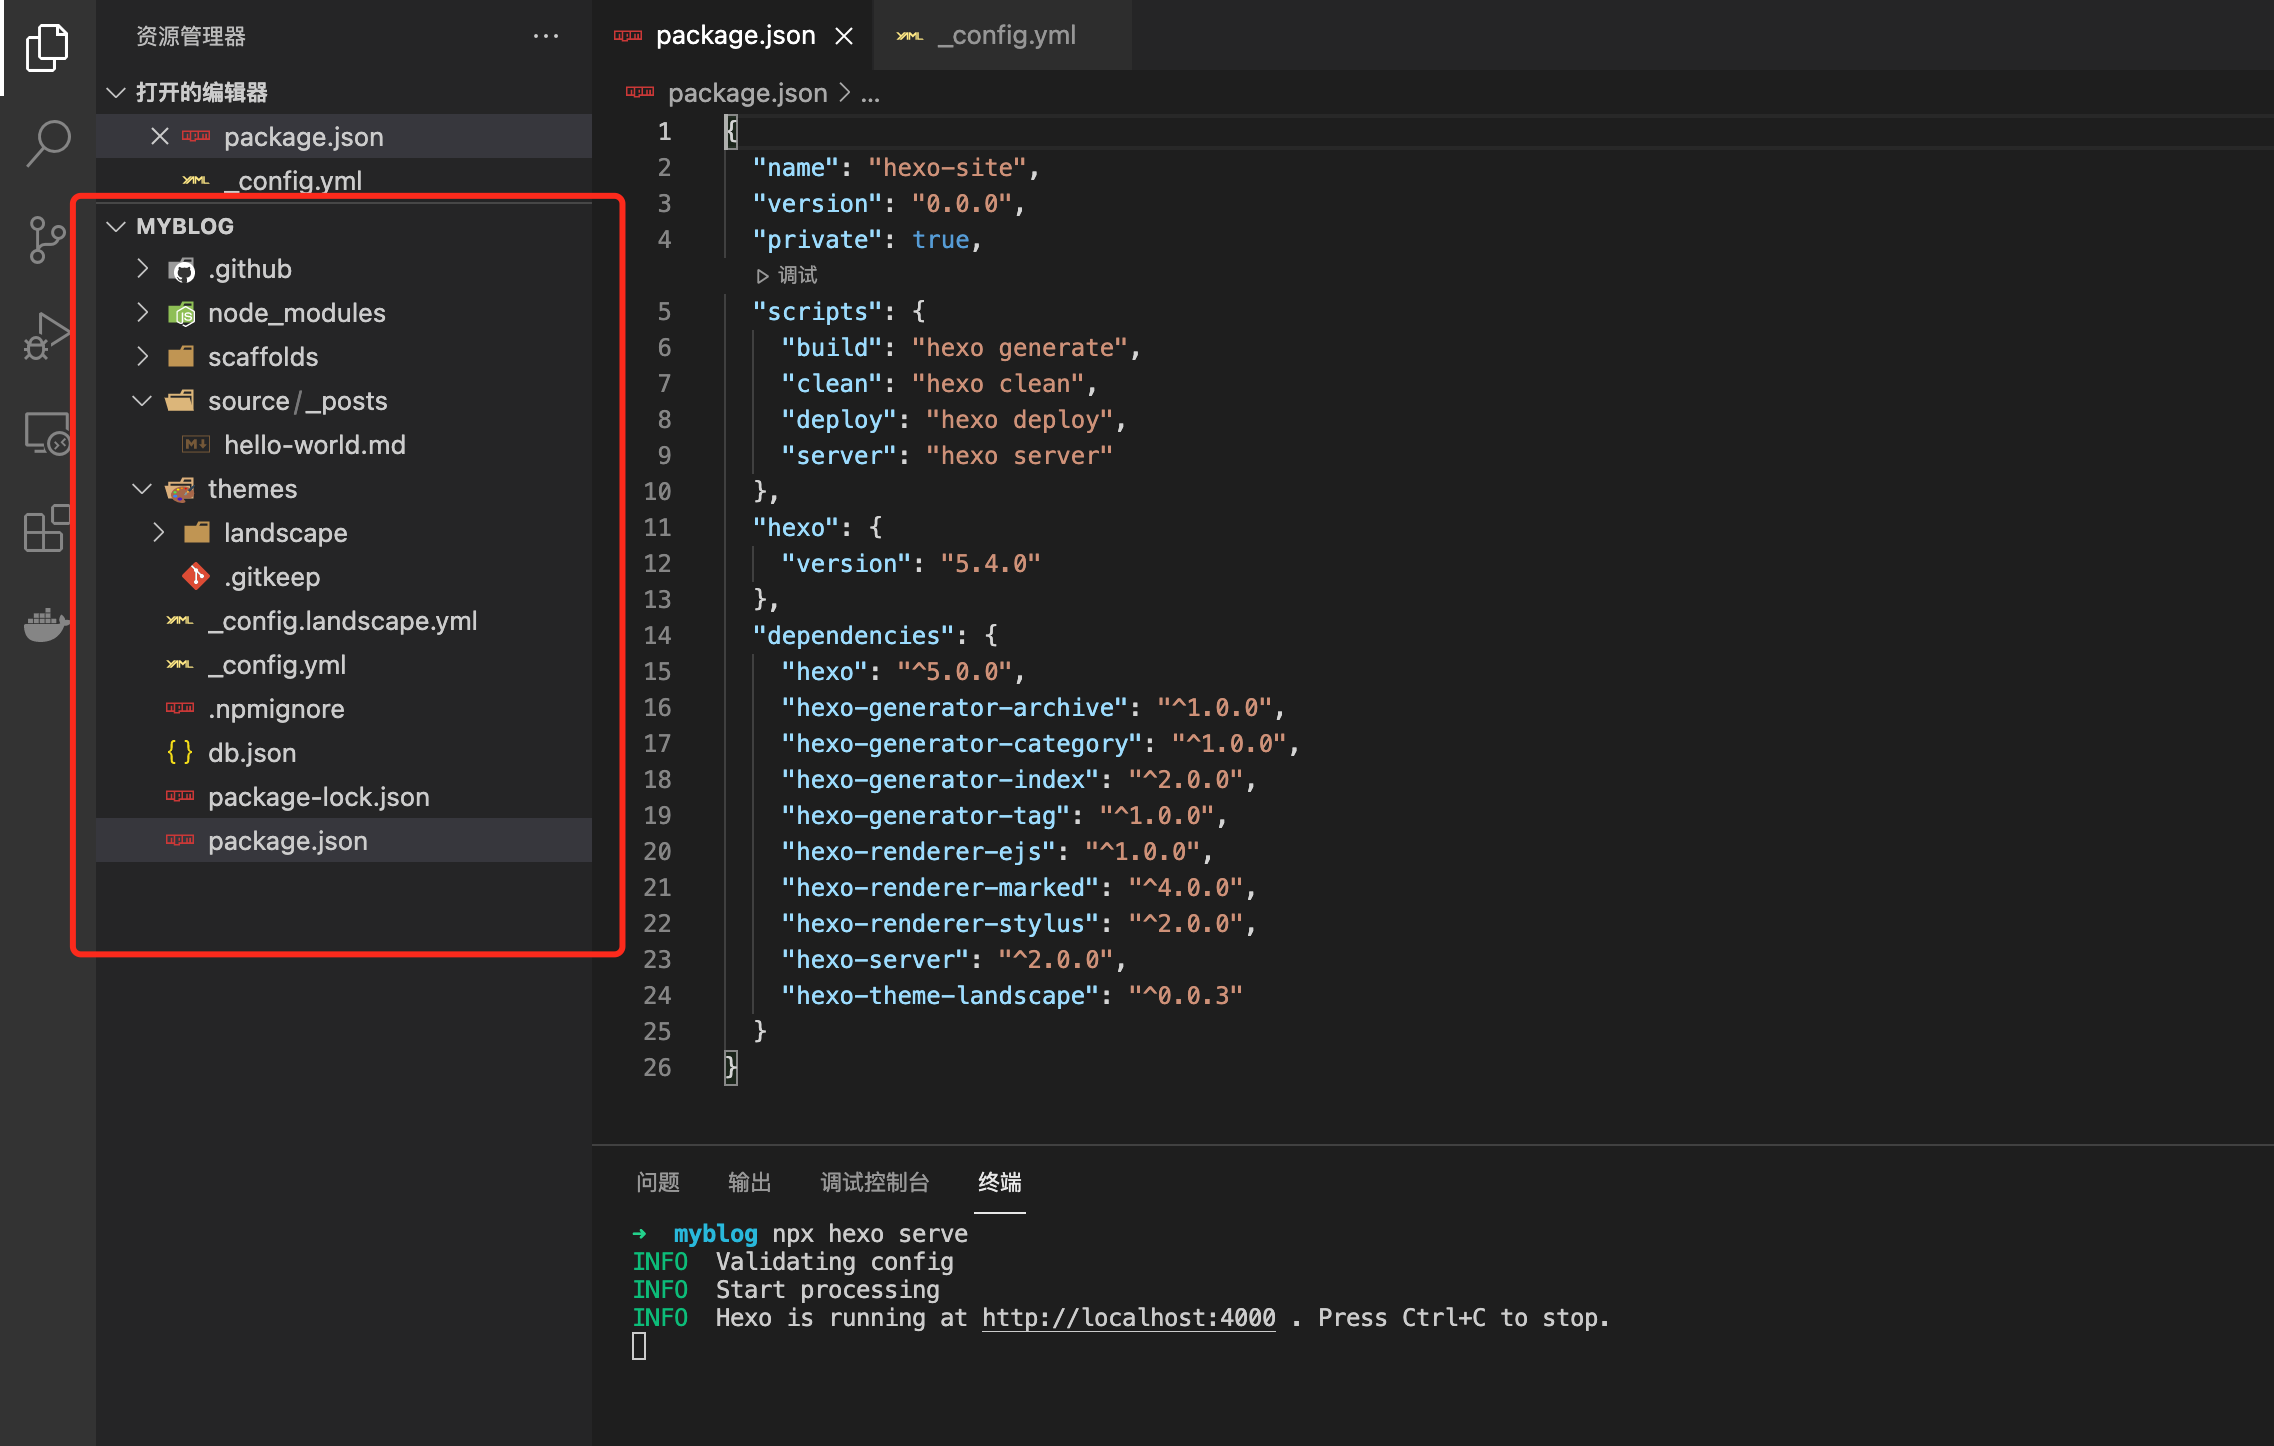 资源管理器
打开的编辑器
package.json
_config.yml
MYBLOG
.github
node_modules
scaffolds
source/_posts
hello-world.md
themes
landscape
.gitkeep
_config.landscape.yml
_config.yml
.npmignore
db.json
package-lock.json
package.json
package.json
_config.yml
package.json > ...
1 {
2 "name": "hexo-site",
3 "version": "0.0.0",
4 "private": true,
调试
5 "scripts": {
6 "build": "hexo generate",
7 "clean": "hexo clean",
8 "deploy": "hexo deploy",
9 "server": "hexo server"
10 },
11 "hexo": {
12 "version": "5.4.0"
13 },
14 "dependencies": {
15 "hexo": "^5.0.0",
16 "hexo-generator-archive": "^1.0.0",
17 "hexo-generator-category": "^1.0.0",
18 "hexo-generator-index": "^2.0.0",
19 "hexo-generator-tag": "^1.0.0",
20 "hexo-renderer-ejs": "^1.0.0",
21 "hexo-renderer-marked": "^4.0.0",
22 "hexo-renderer-stylus": "^2.0.0",
23 "hexo-server": "^2.0.0",
24 "hexo-theme-landscape": "^0.0.3"
25 }
26 }
问题 输出 调试控制台 终端
➜ myblog npx hexo serve
INFO Validating config
INFO Start processing
INFO Hexo is running at http://localhost:4000 . Press Ctrl+C to stop.